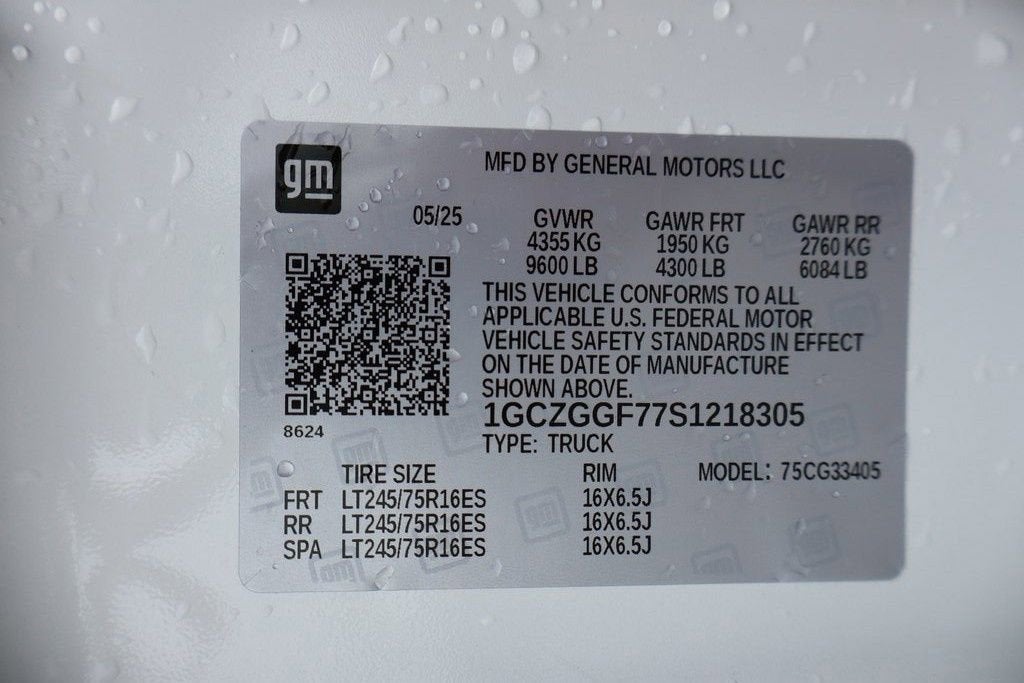 gm
MFD BY GENERAL MOTORS LLC
05/25
GVWR GAWR FRT GAWR RR
4355 KG 1950 KG 2760 KG
9600 LB 4300 LB 6084 LB
THIS VEHICLE CONFORMS TO ALL
APPLICABLE U.S. FEDERAL MOTOR
VEHICLE SAFETY STANDARDS IN EFFECT
ON THE DATE OF MANUFACTURE
SHOWN ABOVE.
1GCZGGF77S1218305
8624
TYPE: TRUCK
TIRE SIZE RIM MODEL: 75CG33405
FRT LT245/75R16ES 16X6.5J
RR LT245/75R16ES 16X6.5J
SPA LT245/75R16ES 16X6.5J